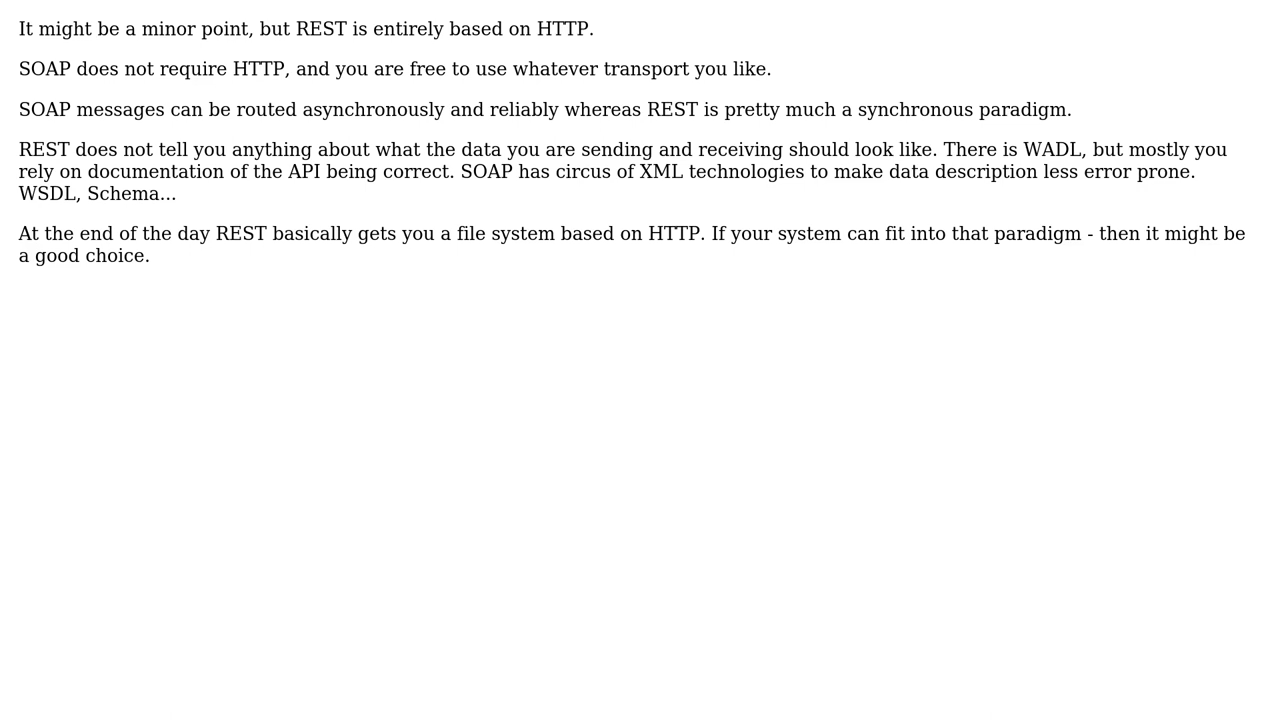 It might be a minor point, but REST is entirely based on HTTP.
SOAP does not require HTTP, and you are free to use whatever transport you like.
SOAP messages can be routed asynchronously and reliably whereas REST is pretty much a synchronous paradigm.
REST does not tell you anything about what the data you are sending and receiving should look like. There is WADL, but mostly you
rely on documentation of the API being correct. SOAP has circus of XML technologies to make data description less error prone.
WSDL, Schema...
At the end of the day REST basically gets you a file system based on HTTP. If your system can fit into that paradigm - then it might be
a good choice.